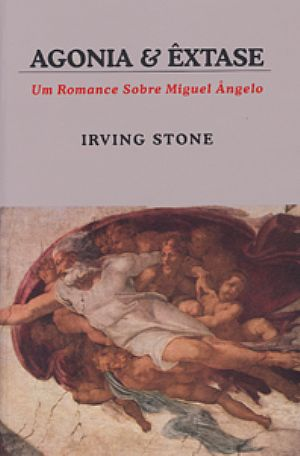 AGONIA & ÊXTASE
Um Romance Sobre Miguel Ângelo
IRVING STONE